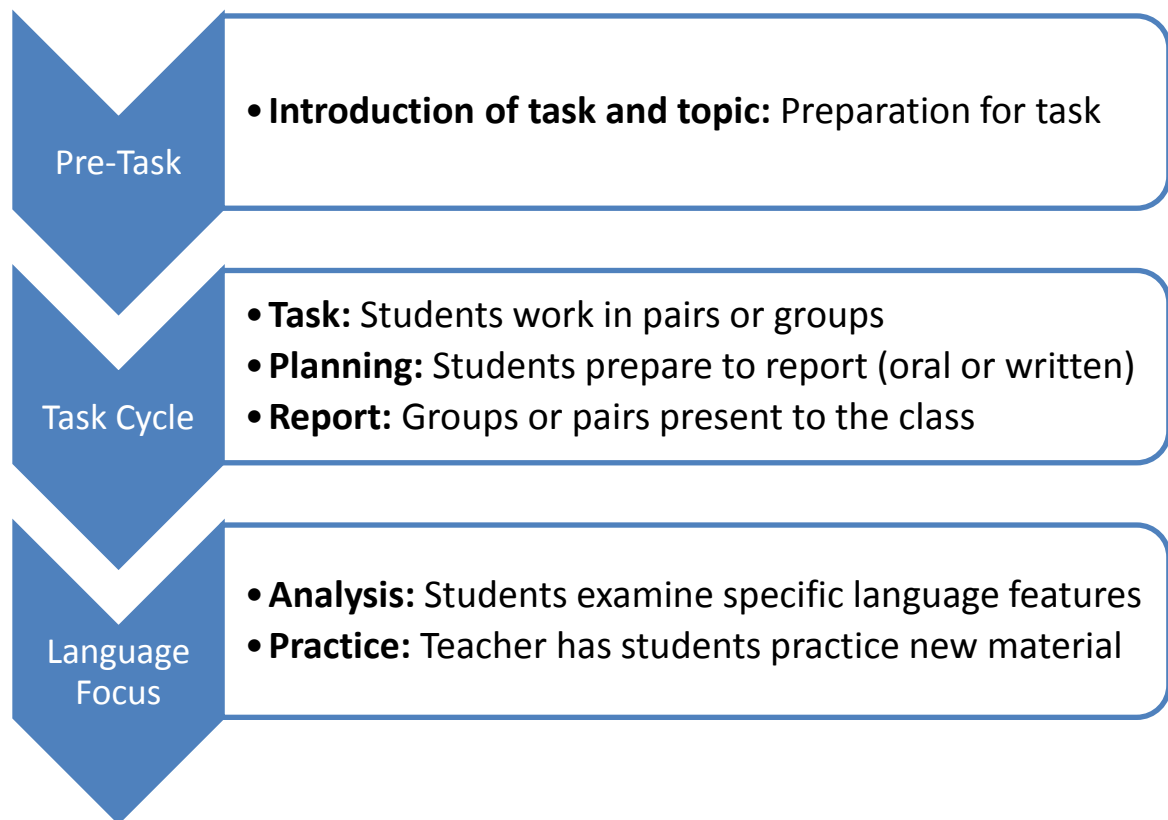 Pre-Task
• Introduction of task and topic: Preparation for task
Task Cycle
• Task: Students work in pairs or groups
• Planning: Students prepare to report (oral or written)
• Report: Groups or pairs present to the class
Language
Focus
• Analysis: Students examine specific language features
• Practice: Teacher has students practice new material